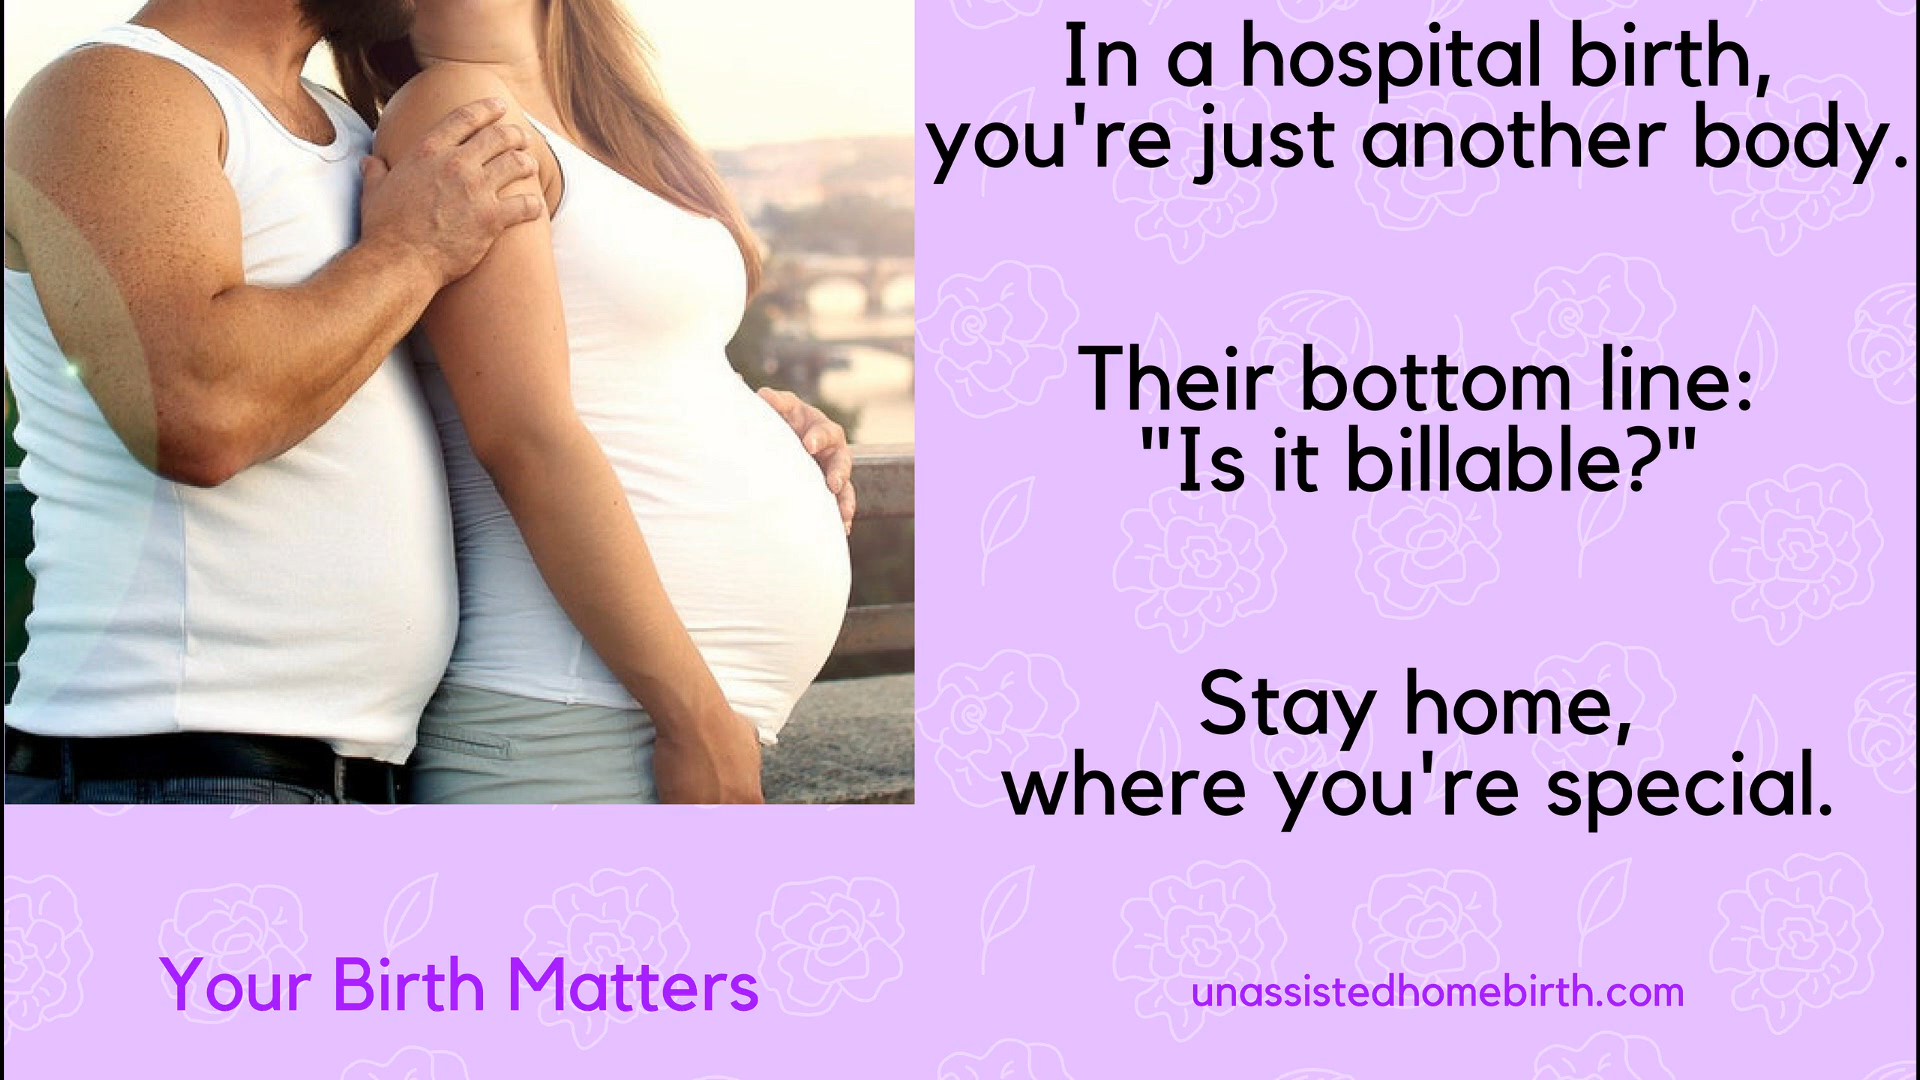 In a hospital birth,
you're just another body.
Their bottom line:
"Is it billable?"
Stay home,
where you're special.
Your Birth Matters
unassistedhomebirth.com